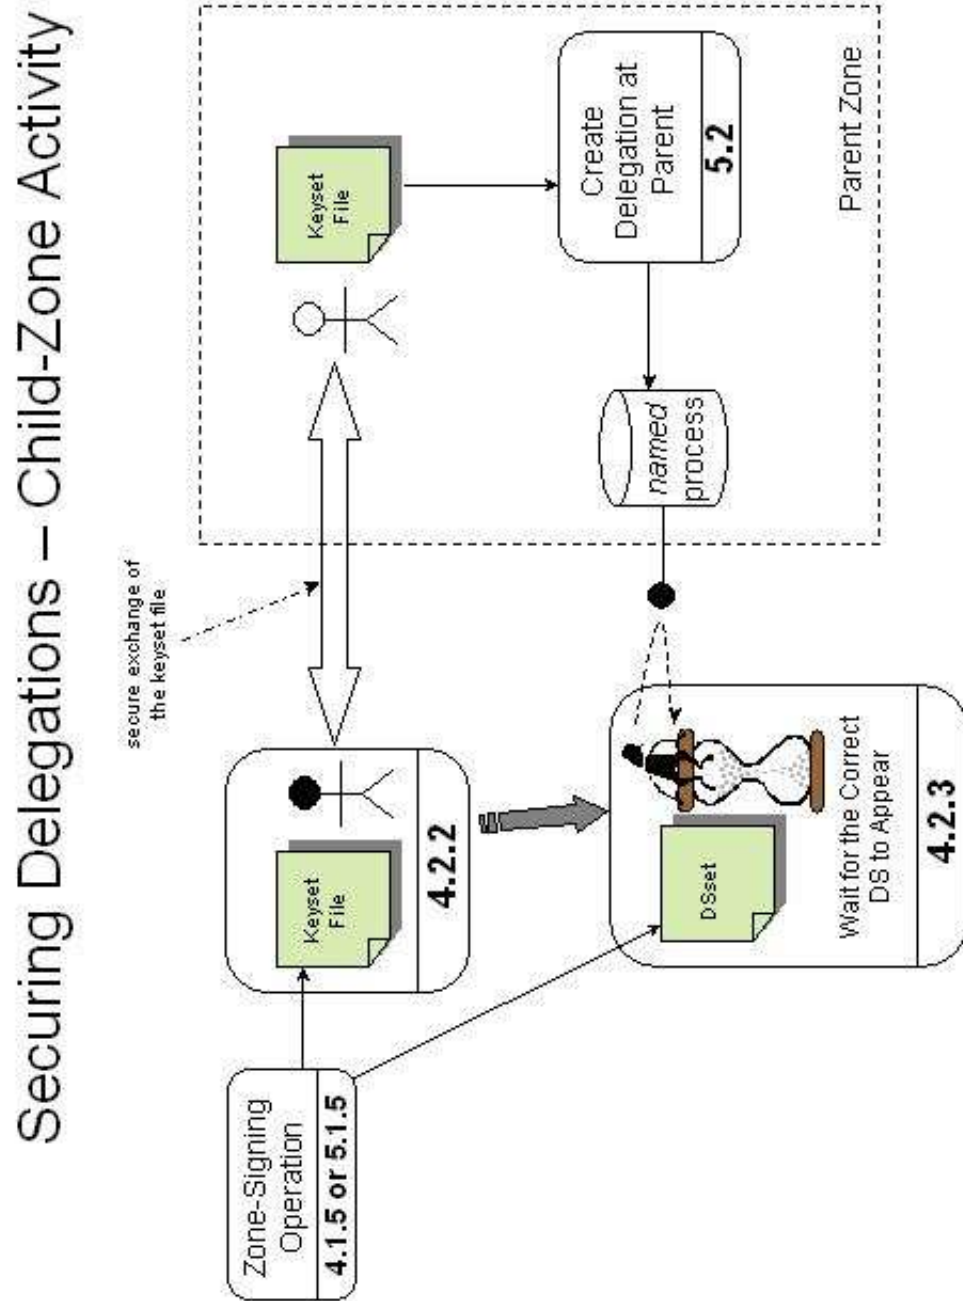 Securing Delegations – Child-Zone Activity
secure exchange of
the keyset file
Zone-Signing
Operation
4.1.5 or 5.1.5
Keyset
File
4.2.2
Keyset
File
Create
Delegation at
Parent
5.2
named
process
Parent Zone
DSset
Wait for the Correct
DS to Appear
4.2.3